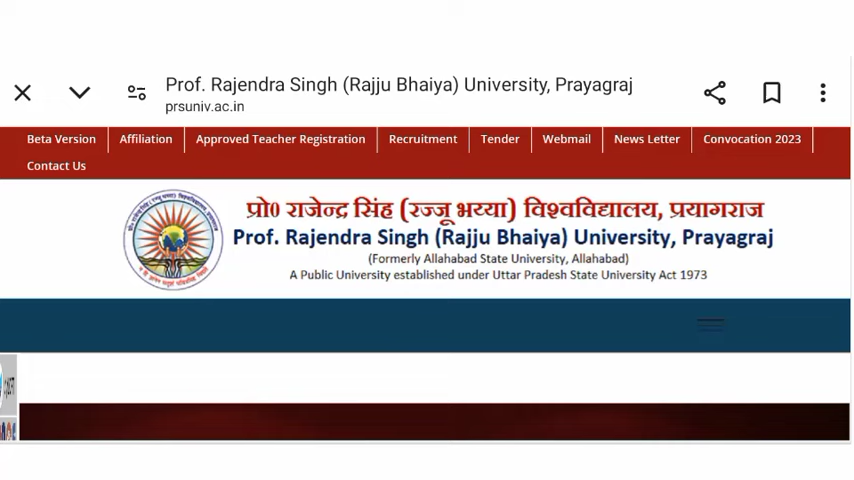 Prof. Rajendra Singh (Rajju Bhaiya) University, Prayagraj
prsuniv.ac.in
Beta Version Affiliation Approved Teacher Registration Recruitment Tender Webmail News Letter Convocation 2023
Contact Us
प्रो0 राजेन्द्र सिंह (रज्जू भय्या) विश्वविद्यालय, प्रयागराज
Prof. Rajendra Singh (Rajju Bhaiya) University, Prayagraj
(Formerly Allahabad State University, Allahabad)
A Public University established under Uttar Pradesh State University Act 1973